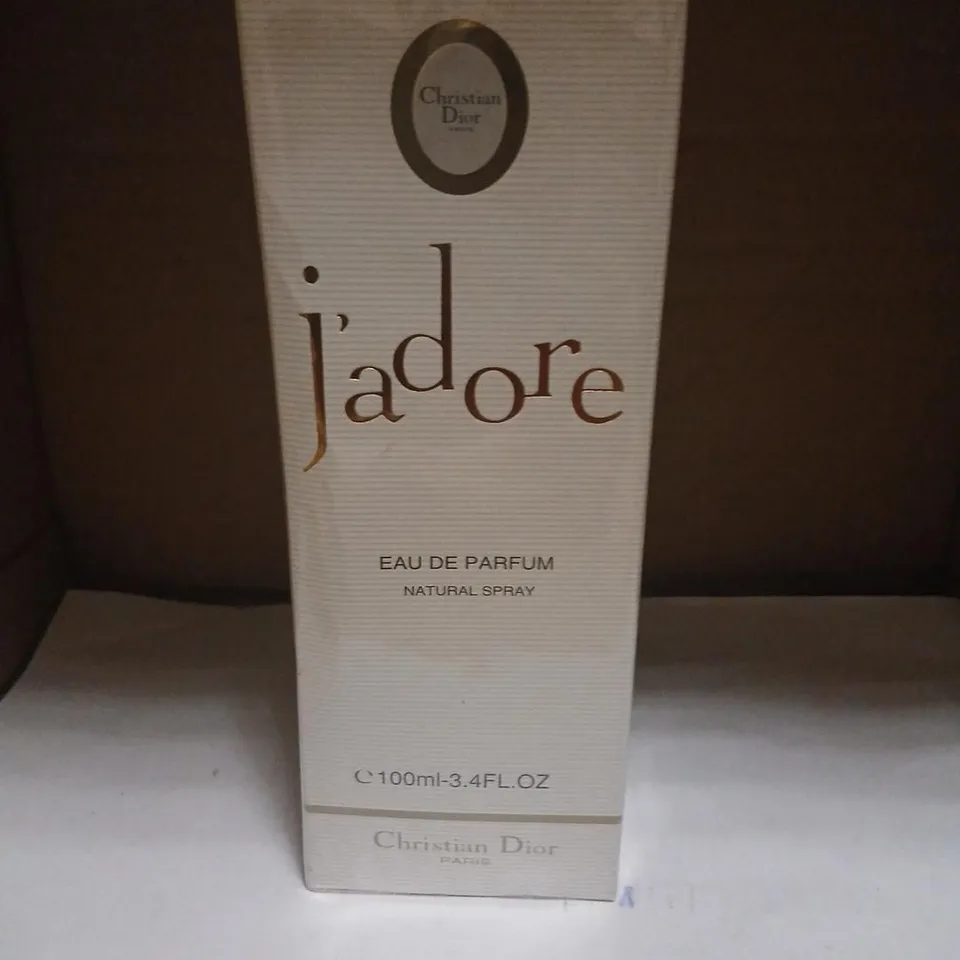 Christian
Dior
j'adore
EAU DE PARFUM
NATURAL SPRAY
℮100ml-3.4FL.OZ
Christian Dior
PARIS